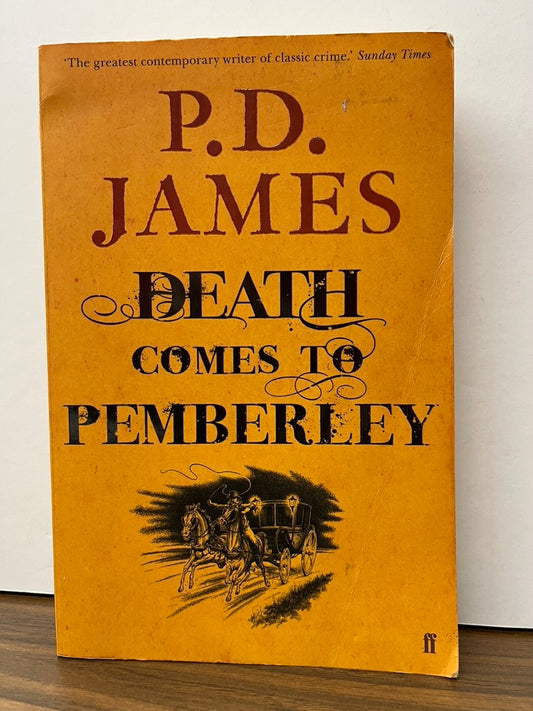 'The greatest contemporary writer of classic crime.' Sunday Times
P.D.
JAMES
DEATH
COMES TO
PEMBERLEY
ff